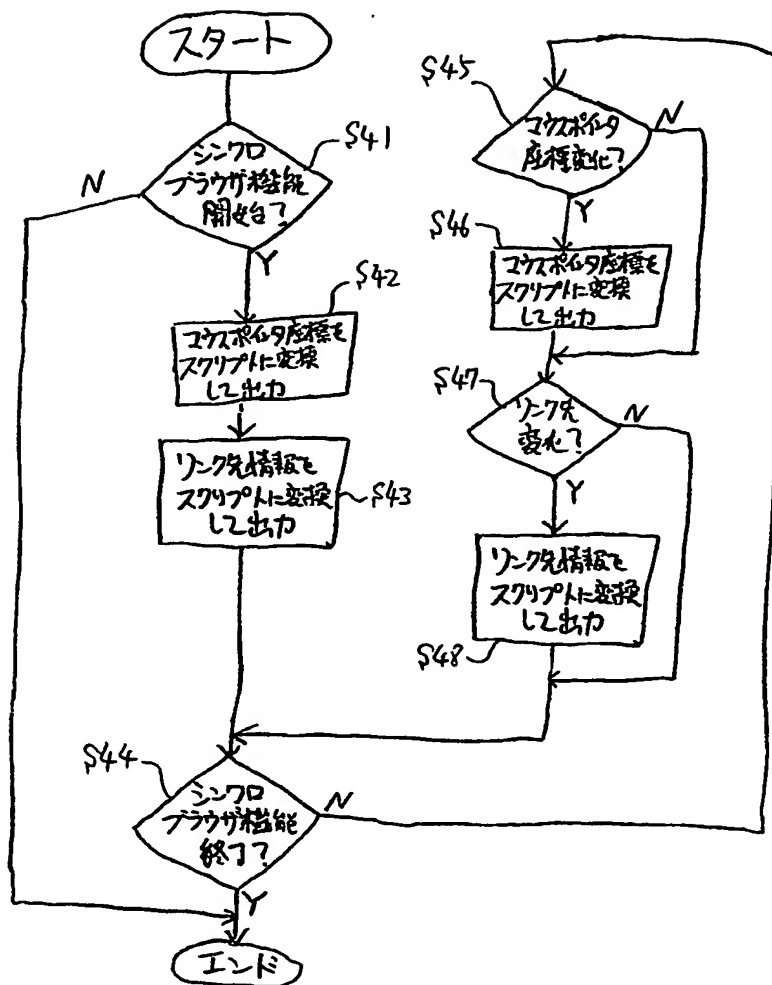 スタート
S41
シンクロ
ブラウザ機能
開始?
N
Y
S42
マウスポインタ座標を
スクリプトに変換
して出力
リンク先情報を
スクリプトに変換
して出力
S43
S44
シンクロ
ブラウザ機能
終了?
N
Y
エンド
S45
マウスポインタ
座標変化?
N
Y
S46
マウスポインタ座標を
スクリプトに変換
して出力
S47
リンク先
変化?
N
Y
リンク先情報を
スクリプトに変換
して出力
S48